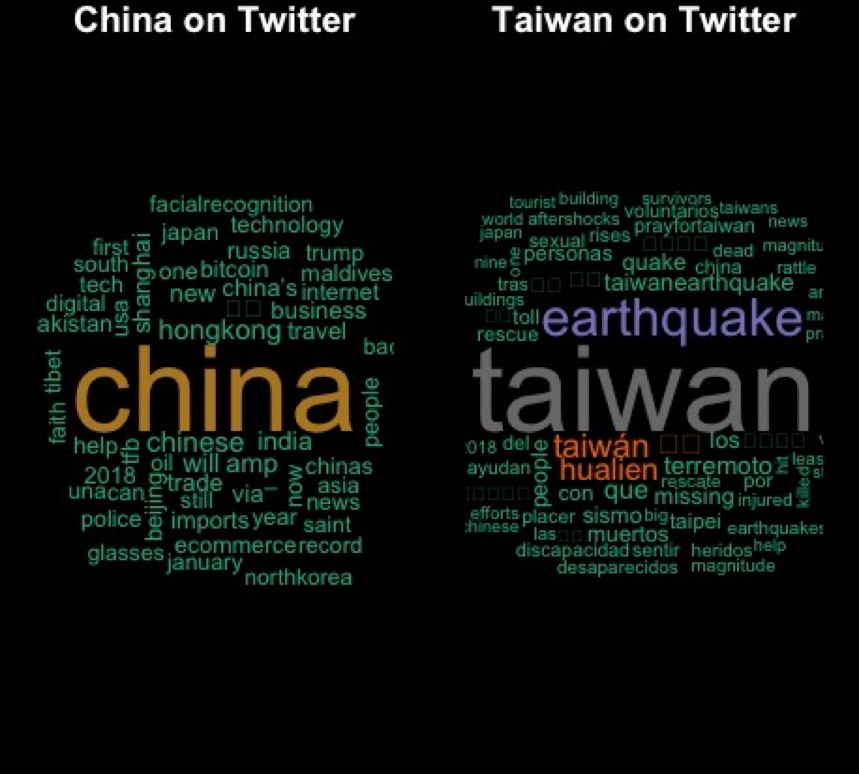 China on Twitter
facialrecognition
japan technology
first russia trump
south shanghai one bitcoin maldives
tech new china's internet
digital usa business
akistan hongkong travel
bac
tibet
china
faith people
help tfb chinese india
2018 oil will amp chinas
unacan trade now asia
beijing still via– news
police imports year saint
glasses ecommerce record
january
northkorea
Taiwan on Twitter
tourist building survivors
world aftershocks voluntarios taiwans
japan prayfortaiwan news
sexual rises
one personas dead magnitu
nine quake china rattle
tras taiwanearthquake
uildings ar
toll earthquake ma
rescue pra
taiwan
:018 del taiwán los
ayudan people hualien terremoto hit leas
rescate por
con que missing injured killed
efforts placer sismo big taipei earthquakes
chinese las muertos
discapacidad sentir heridos help
desaparecidos magnitude